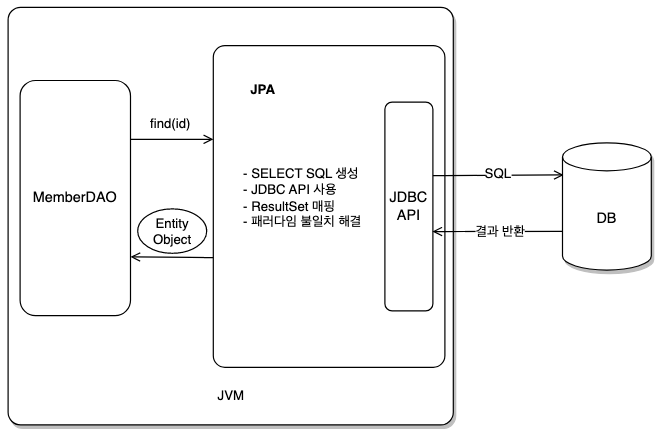 JPA
find(id)
- SELECT SQL 생성
- JDBC API 사용
- ResultSet 매핑
- 패러다임 불일치 해결
MemberDAO
Entity
Object
JDBC
API
SQL
결과 반환
DB
JVM